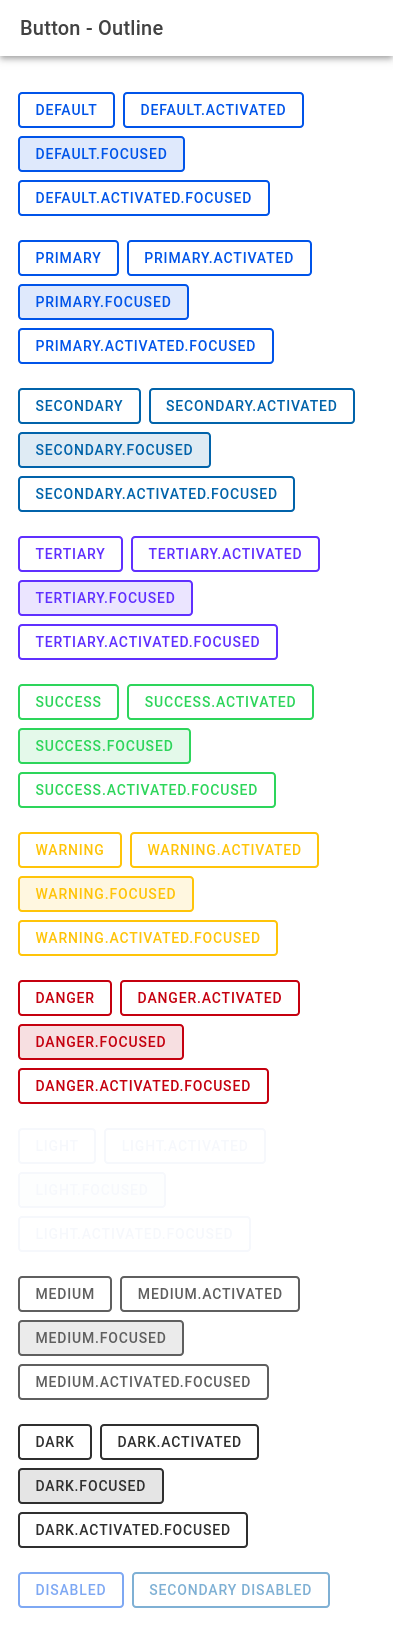 Button - Outline
DEFAULT DEFAULT.ACTIVATED
DEFAULT.FOCUSED
DEFAULT.ACTIVATED.FOCUSED
PRIMARY PRIMARY.ACTIVATED
PRIMARY.FOCUSED
PRIMARY.ACTIVATED.FOCUSED
SECONDARY SECONDARY.ACTIVATED
SECONDARY.FOCUSED
SECONDARY.ACTIVATED.FOCUSED
TERTIARY TERTIARY.ACTIVATED
TERTIARY.FOCUSED
TERTIARY.ACTIVATED.FOCUSED
SUCCESS SUCCESS.ACTIVATED
SUCCESS.FOCUSED
SUCCESS.ACTIVATED.FOCUSED
WARNING WARNING.ACTIVATED
WARNING.FOCUSED
WARNING.ACTIVATED.FOCUSED
DANGER DANGER.ACTIVATED
DANGER.FOCUSED
DANGER.ACTIVATED.FOCUSED
LIGHT LIGHT.ACTIVATED
LIGHT.FOCUSED
LIGHT.ACTIVATED.FOCUSED
MEDIUM MEDIUM.ACTIVATED
MEDIUM.FOCUSED
MEDIUM.ACTIVATED.FOCUSED
DARK DARK.ACTIVATED
DARK.FOCUSED
DARK.ACTIVATED.FOCUSED
DISABLED SECONDARY DISABLED